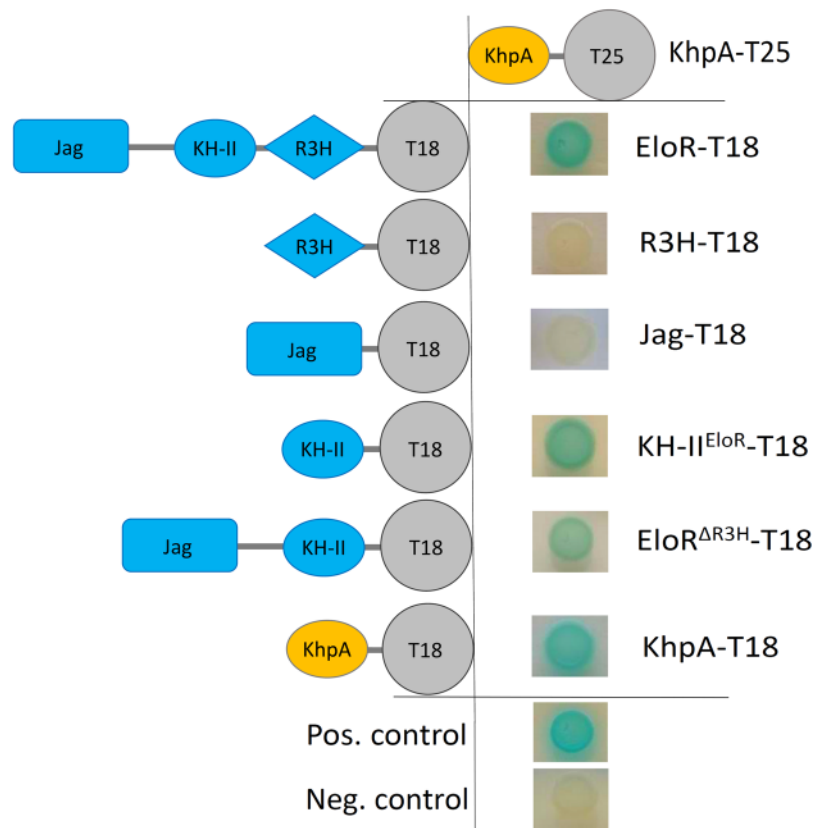 KhpA T25 KhpA-T25
Jag KH-II R3H T18 EloR-T18
R3H T18 R3H-T18
Jag T18 Jag-T18
KH-II T18 KH-II^EloR-T18
Jag KH-II T18 EloR^ΔR3H-T18
KhpA T18 KhpA-T18
Pos. control
Neg. control